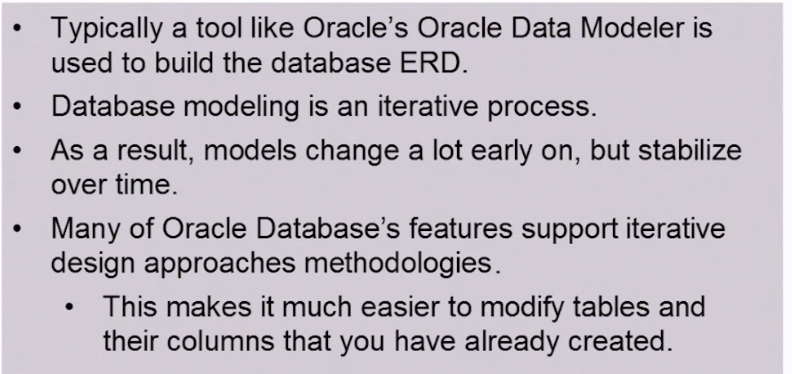 • Typically a tool like Oracle's Oracle Data Modeler is
used to build the database ERD.
• Database modeling is an iterative process.
• As a result, models change a lot early on, but stabilize
over time.
• Many of Oracle Database's features support iterative
design approaches methodologies.
• This makes it much easier to modify tables and
their columns that you have already created.